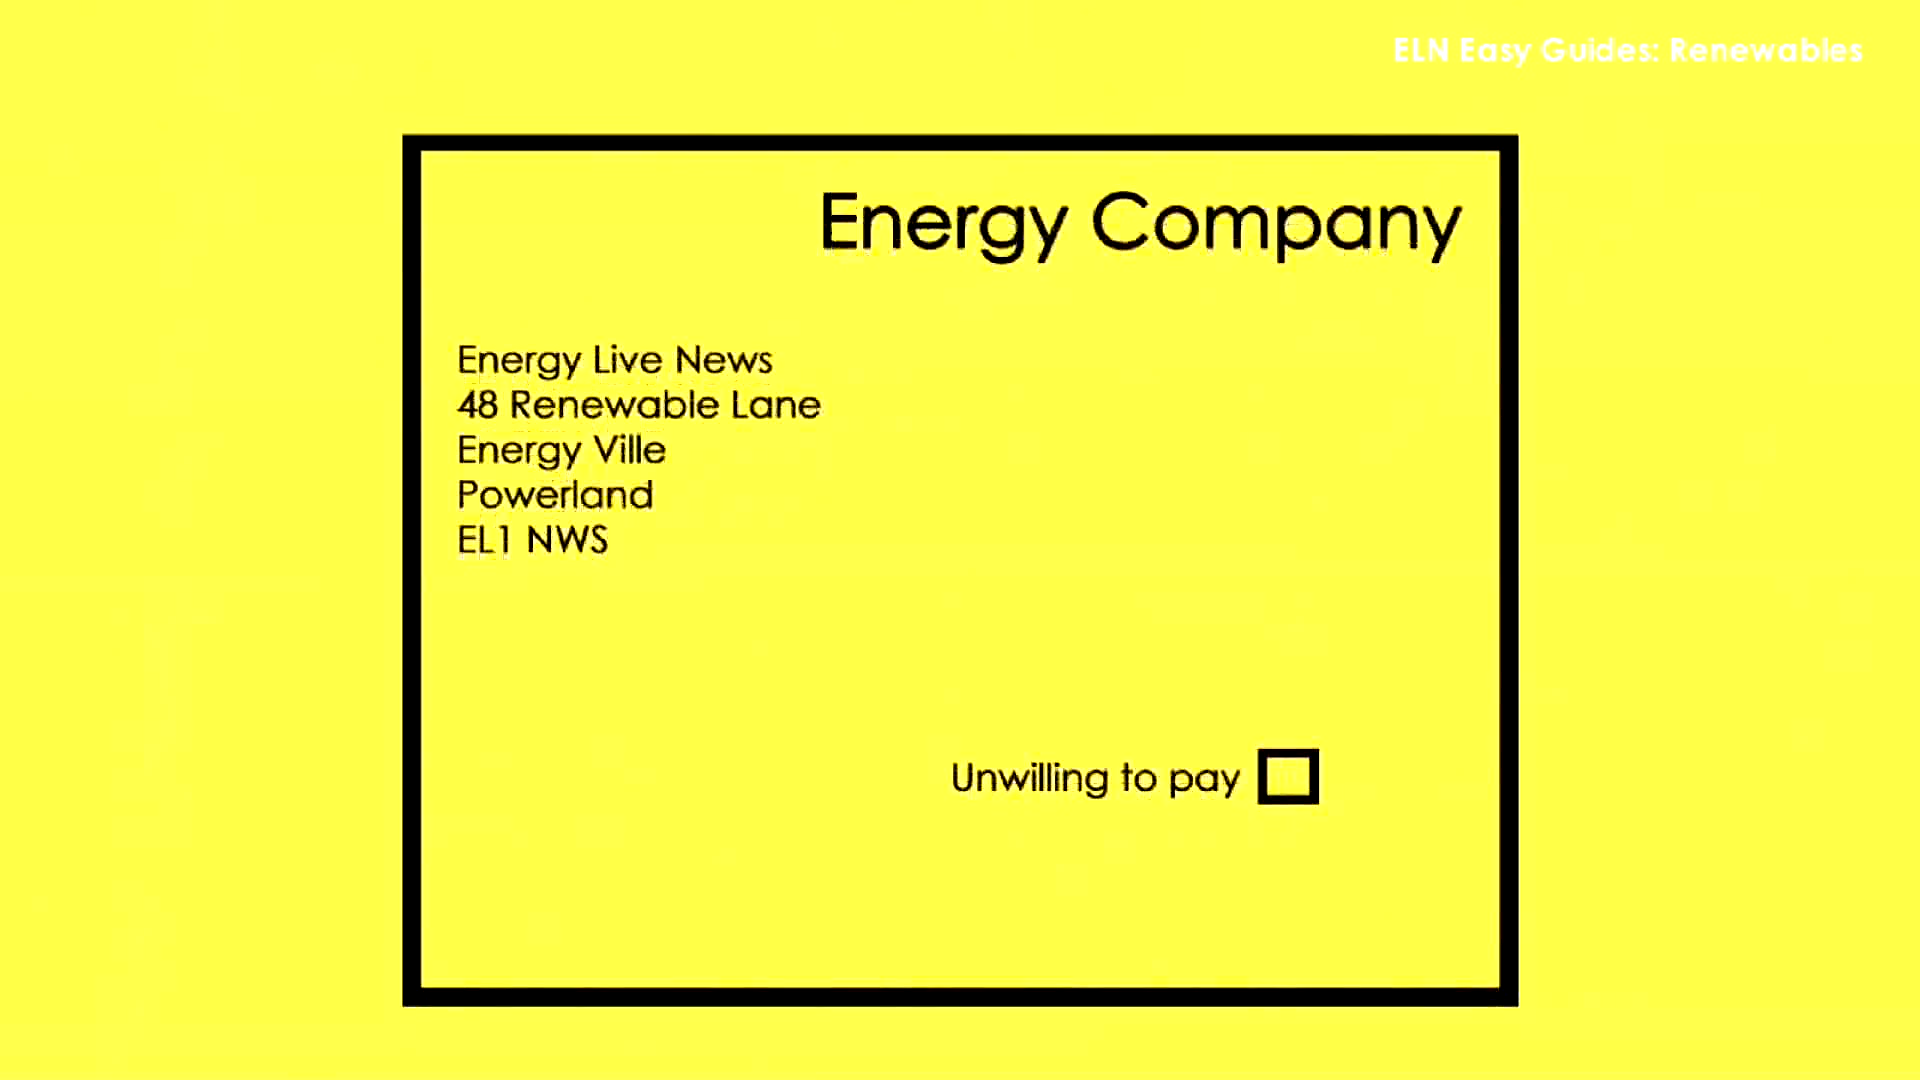 ELN Easy Guides: Renewables
Energy Company
Energy Live News
48 Renewable Lane
Energy Ville
Powerland
EL1 NWS
Unwilling to pay